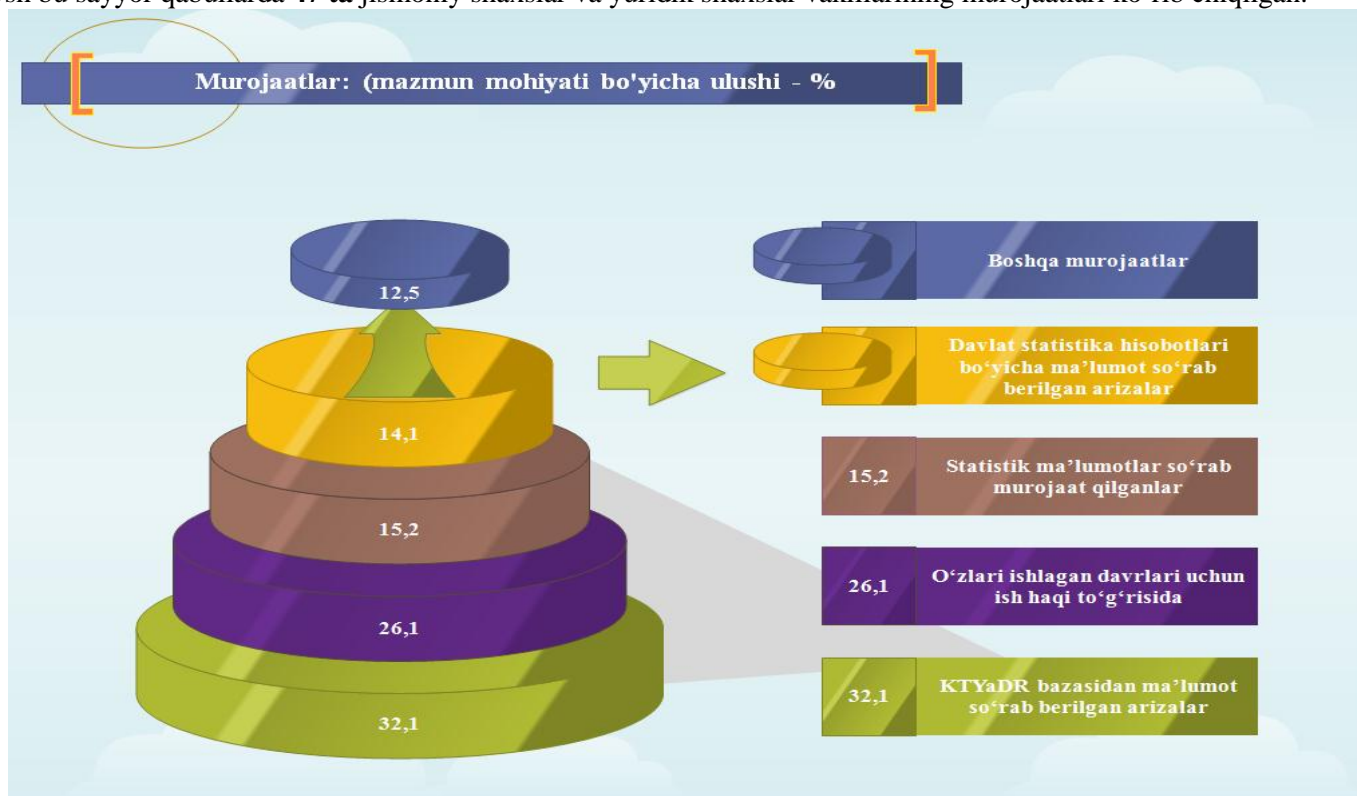 bu sayyor qabullarda
Murojaatlar: (mazmun mohiyati bo'yicha ulushi - %
12,5
14,1
15,2
26,1
32,1
Boshqa murojaatlar
Davlat statistika hisobotlari
bo‘yicha ma’lumot so‘rab
berilgan arizalar
15,2
Statistik ma’lumotlar so‘rab
murojaat qilganlar
26,1
O‘zlari ishlagan davrlari uchun
ish haqi to‘g‘risida
32,1
KTYaDR bazasidan ma’lumot
so‘rab berilgan arizalar